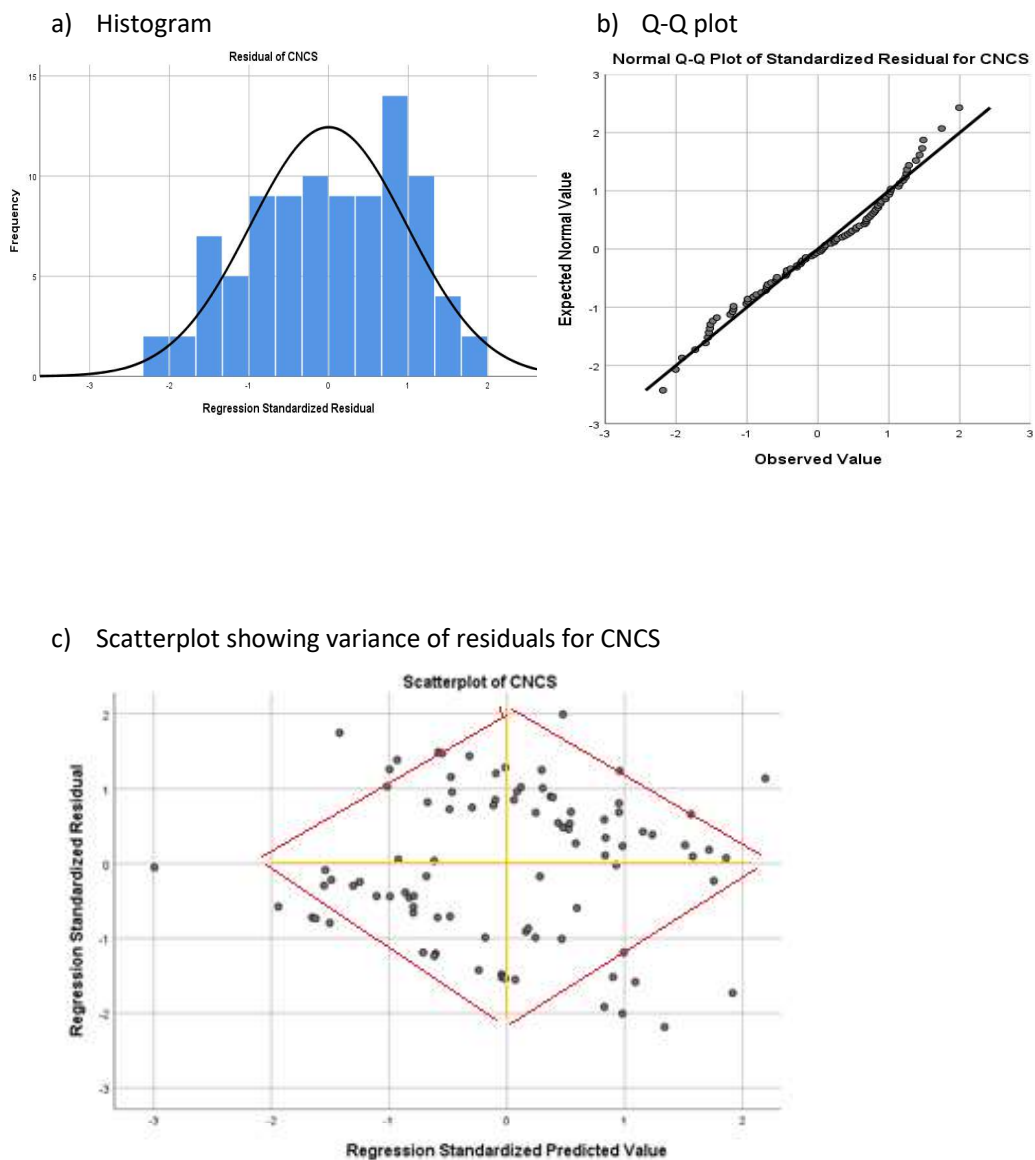 a) Histogram
b) Q-Q plot
Residual of CNCS
15
10
5
0
Frequency
-3 -2 -1 0 1 2
Regression Standardized Residual
Normal Q-Q Plot of Standardized Residual for CNCS
3
2
1
0
-1
-2
-3
Expected Normal Value
-3 -2 -1 0 1 2 3
Observed Value
c) Scatterplot showing variance of residuals for CNCS
Scatterplot of CNCS
2
1
0
-1
-2
-3
Regression Standardized Residual
-3 -2 -1 0 1 2
Regression Standardized Predicted Value